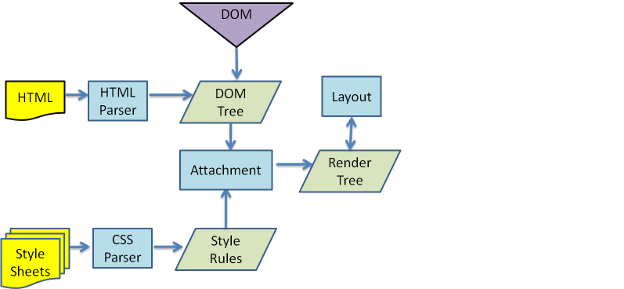 DOM
HTML
HTML
Parser
DOM
Tree
Layout
Attachment
Render
Tree
Style
Sheets
CSS
Parser
Style
Rules